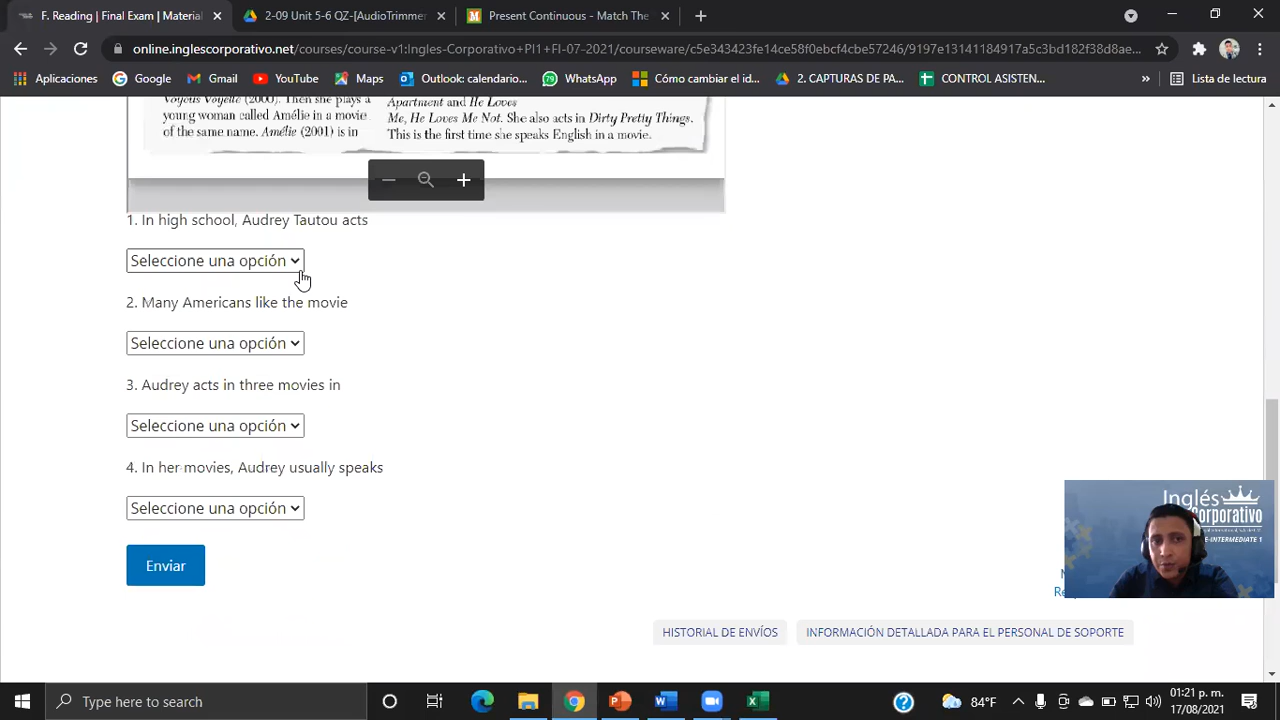 F. Reading | Final Exam | Material
2-09 Unit 5-6 QZ-[AudioTrimmer
Present Continuous - Match The
online.inglescorporativo.net/courses/course-v1:Ingles-Corporativo+PI1+FI-07-2021/courseware/c5e343423fe14ce58f0ebcf4cbe57246/9197e13141184917a5c3bd182f38d8ae...
Aplicaciones
Google
Gmail
YouTube
Maps
Outlook: calendario...
WhatsApp
Cómo cambiar el id...
2. CAPTURAS DE PA...
CONTROL ASISTEN...
»
Lista de lectura
Voyous Voyelle (2000). Then she plays a
young woman called Amélie in a movie
of the same name. Amélie (2001) is in
Apartment and He Loves
Me, He Loves Me Not. She also acts in Dirty Pretty Things.
This is the first time she speaks English in a movie.
1. In high school, Audrey Tautou acts
Seleccione una opción
2. Many Americans like the movie
Seleccione una opción
3. Audrey acts in three movies in
Seleccione una opción
4. In her movies, Audrey usually speaks
Seleccione una opción
Enviar
Inglés
Corporativo
E-INTERMEDIATE 1
HISTORIAL DE ENVÍOS
INFORMACIÓN DETALLADA PARA EL PERSONAL DE SOPORTE
Type here to search
84°F
01:21 p. m.
17/08/2021